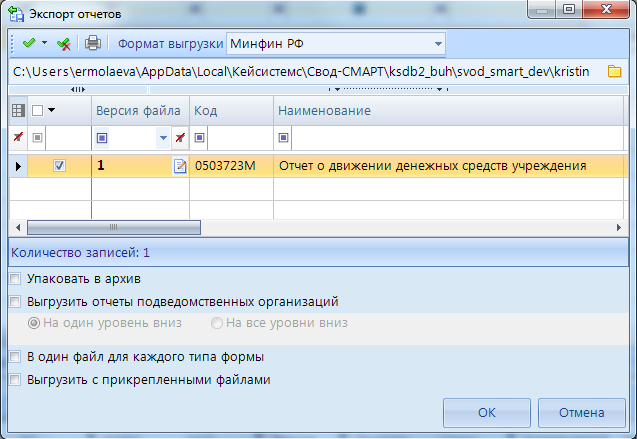 Экспорт отчетов
Формат выгрузки Минфин РФ
C:\Users\ermolaeva\AppData\Local\Кейсистемс\Свод-СМАРТ\ksdb2_buh\svod_smart_dev\kristin
Версия файла Код Наименование
1 0503723М Отчет о движении денежных средств учреждения
Количество записей: 1
Упаковать в архив
Выгрузить отчеты подведомственных организаций
На один уровень вниз На все уровни вниз
В один файл для каждого типа формы
Выгрузить с прикрепленными файлами
ОК Отмена